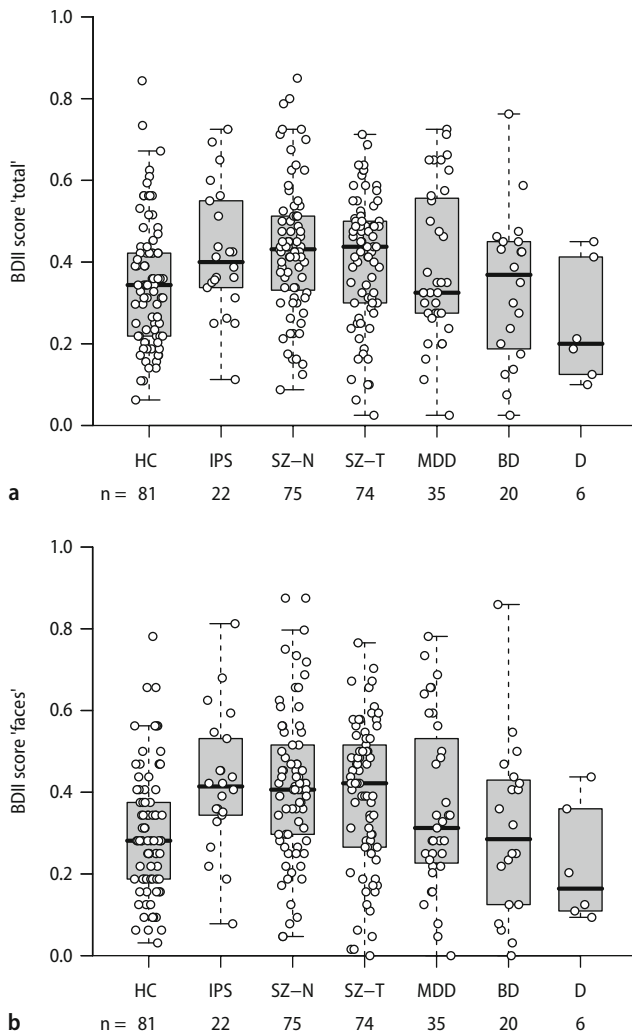 1.0
0.8
0.6
0.4
0.2
0.0
BDII score 'total'
HC IPS SZ–N SZ–T MDD BD D
a n = 81 22 75 74 35 20 6
1.0
0.8
0.6
0.4
0.2
0.0
BDII score 'faces'
HC IPS SZ–N SZ–T MDD BD D
b n = 81 22 75 74 35 20 6